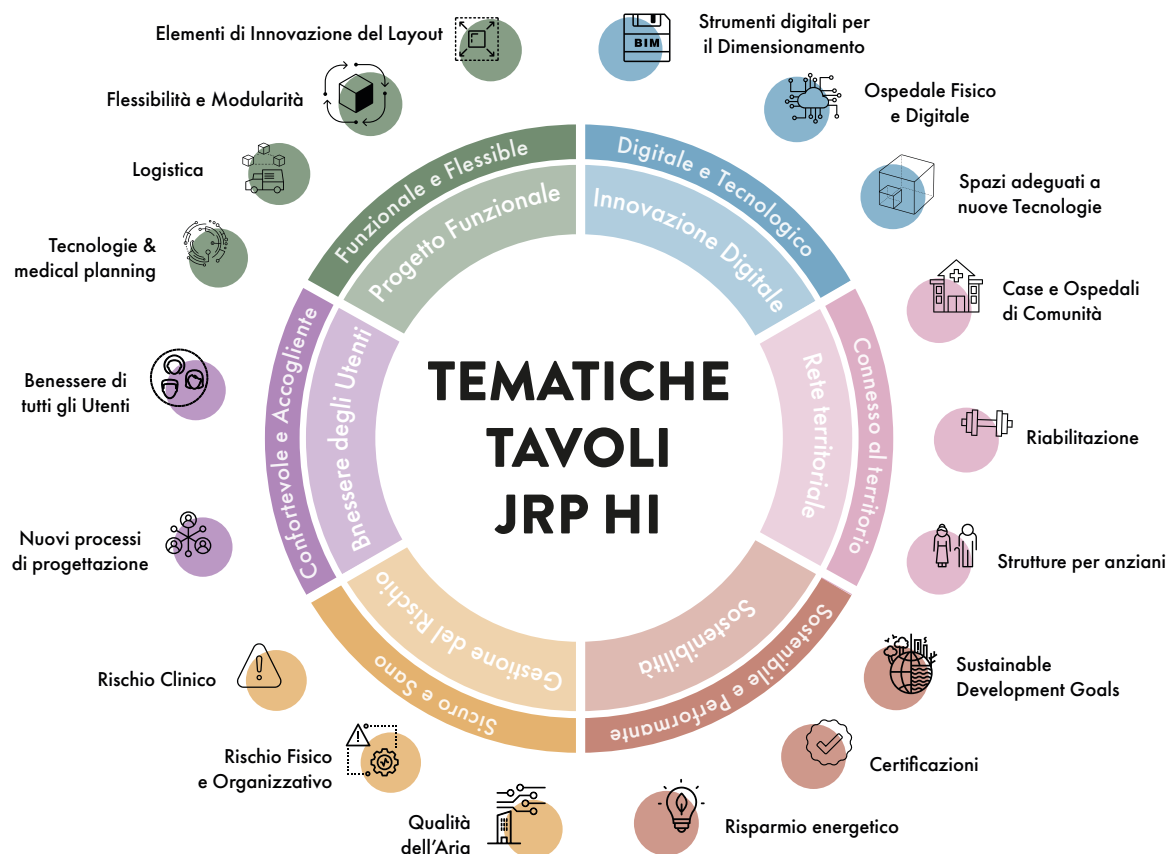 TEMATICHE
TAVOLI
JRP HI
Elementi di Innovazione del Layout
Flessibilità e Modularità
Logistica
Tecnologie &
medical planning
Benessere di
tutti gli Utenti
Nuovi processi
di progettazione
Rischio Clinico
Rischio Fisico
e Organizzativo
Qualità
dell'Aria
Strumenti digitali per
il Dimensionamento
BIM
Ospedale Fisico
e Digitale
Spazi adeguati a
nuove Tecnologie
Case e Ospedali
di Comunità
Riabilitazione
Strutture per anziani
Sustainable
Development Goals
Certificazioni
Risparmio energetico
Funzionale e Flessible
Progetto Funzionale
Digitale e Tecnologico
Innovazione Digitale
Connesso al territorio
Rete territoriale
Sostenibile e Performante
Sostenibilità
Sicuro e Sano
Gestione del Rischio
Confortevole e Accogliente
Bnessere degli Utenti